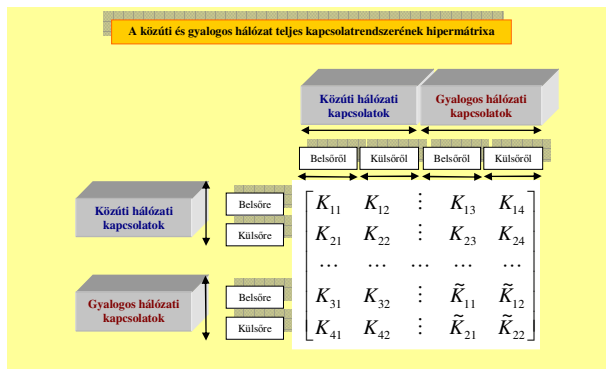 A közúti és gyalogos hálózat teljes kapcsolatrendszerének hipermátrixa
Közúti hálózati
kapcsolatok
Gyalogos hálózati
kapcsolatok
Belsőről Külsőről Belsőről Külsőről
Közúti hálózati
kapcsolatok
Belsőre
Külsőre
Gyalogos hálózati
kapcsolatok
Belsőre
Külsőre
K₁₁ K₁₂ ⋮ K₁₃ K₁₄
K₂₁ K₂₂ ⋮ K₂₃ K₂₄
… … ⋮ … …
K₃₁ K₃₂ ⋮ K̃₁₁ K̃₁₂
K₄₁ K₄₂ ⋮ K̃₂₁ K̃₂₂